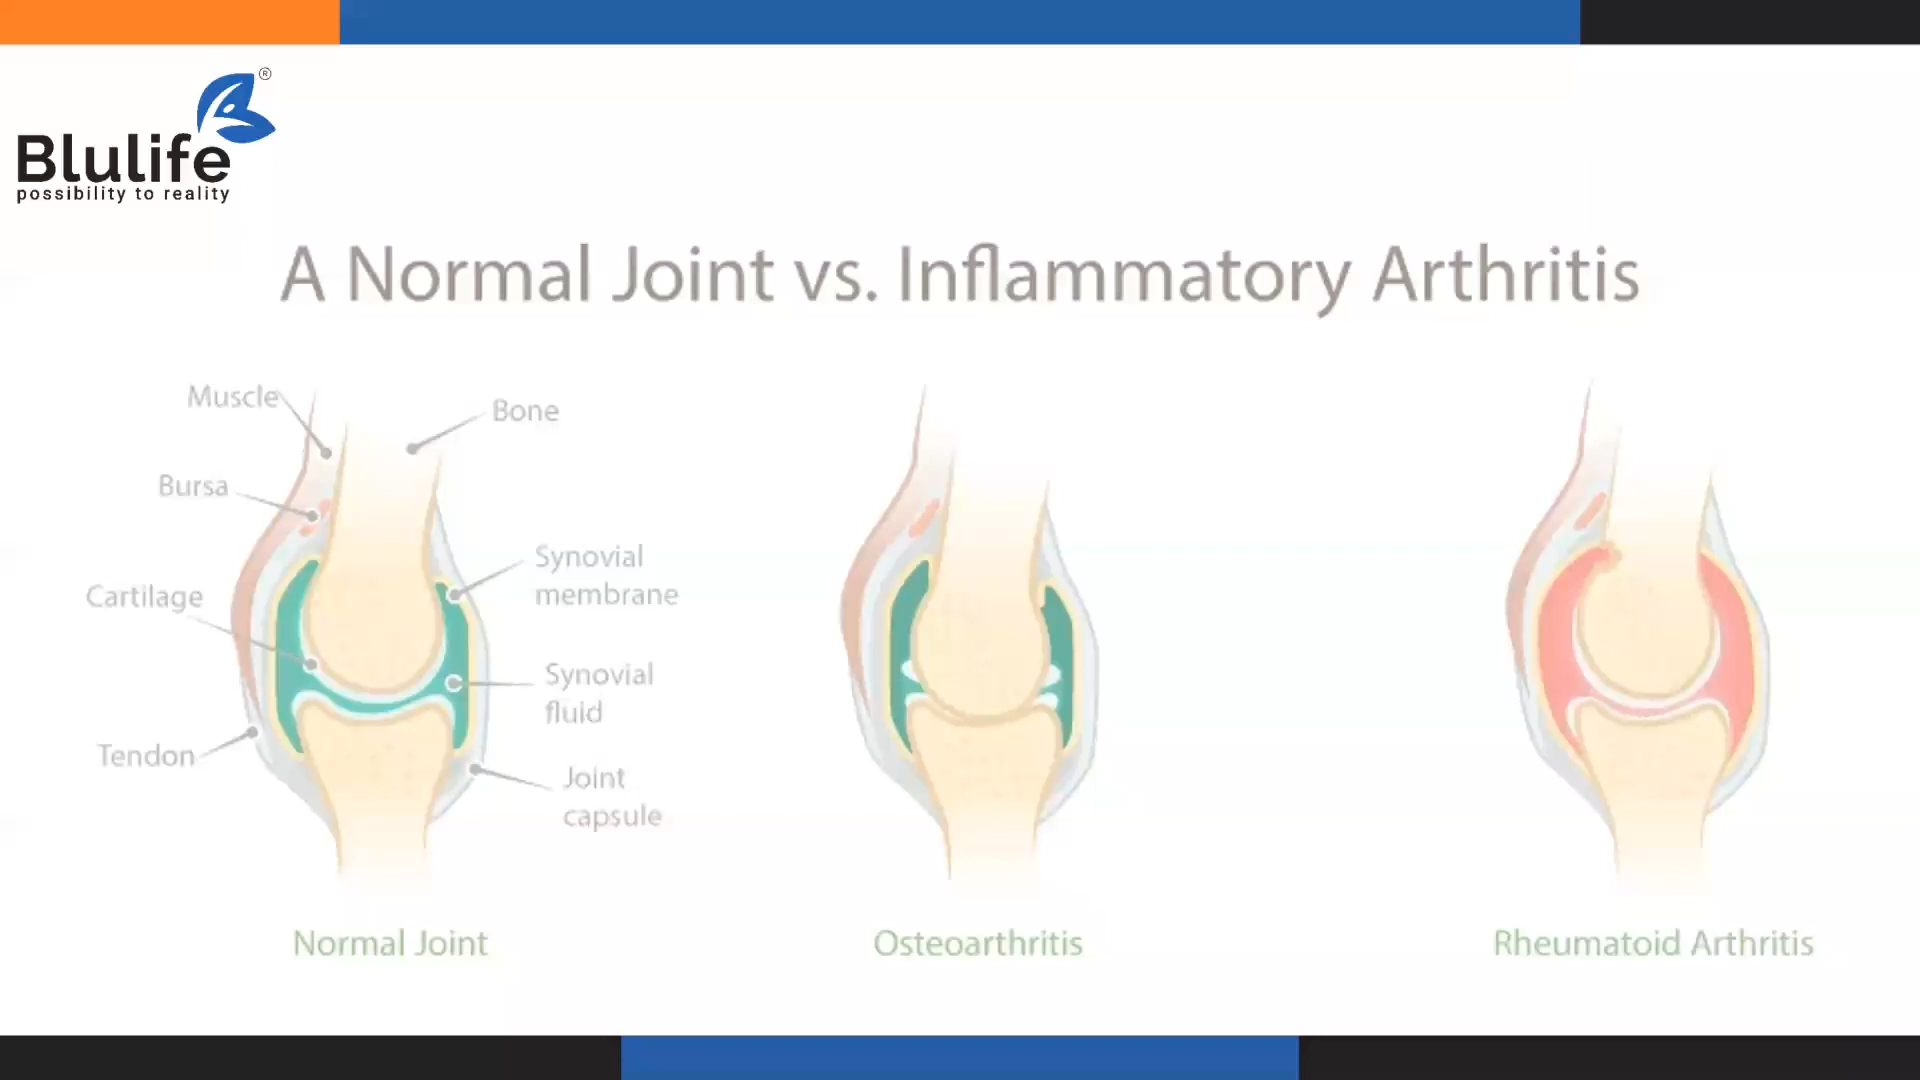 Blulife®
possibility to reality
A Normal Joint vs. Inflammatory Arthritis
Muscle
Bone
Bursa
Synovial
membrane
Cartilage
Synovial
fluid
Tendon
Joint
capsule
Normal Joint
Osteoarthritis
Rheumatoid Arthritis